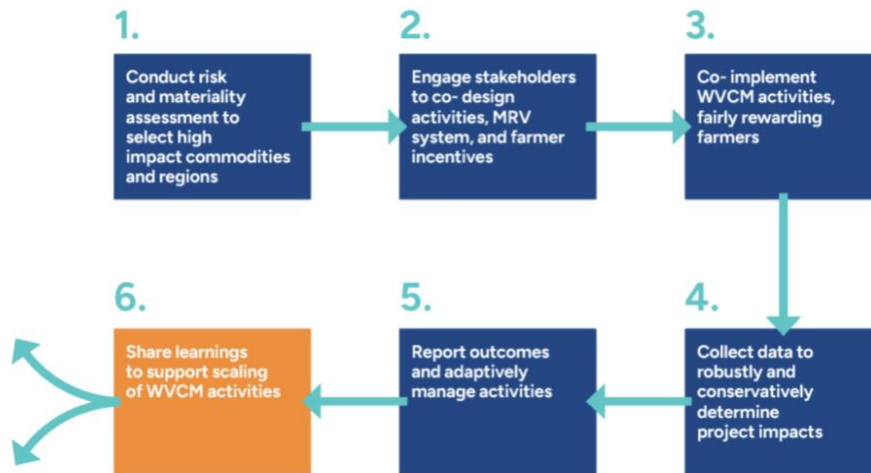 1.
Conduct risk
and materiality
assessment to
select high
impact commodities
and regions
2.
Engage stakeholders
to co- design
activities, MRV
system, and farmer
incentives
3.
Co- implement
WVCM activities,
fairly rewarding
farmers
4.
Collect data to
robustly and
conservatively
determine
project impacts
5.
Report outcomes
and adaptively
manage activities
6.
Share learnings
to support scaling
of WVCM activities